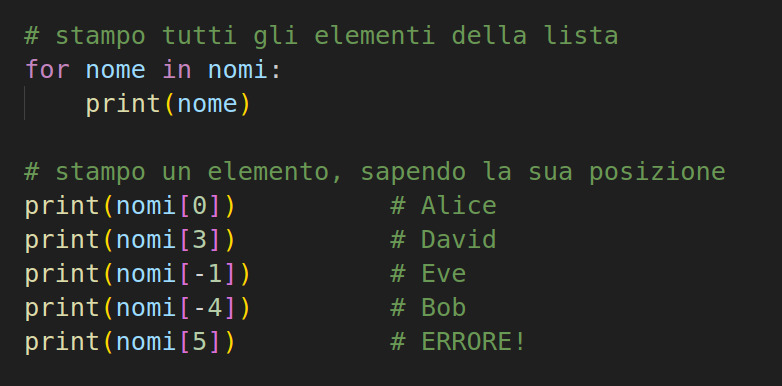 # stampo tutti gli elementi della lista
for nome in nomi:
    print(nome)
# stampo un elemento, sapendo la sua posizione
print(nomi[0])          # Alice
print(nomi[3])          # David
print(nomi[-1])         # Eve
print(nomi[-4])         # Bob
print(nomi[5])          # ERRORE!